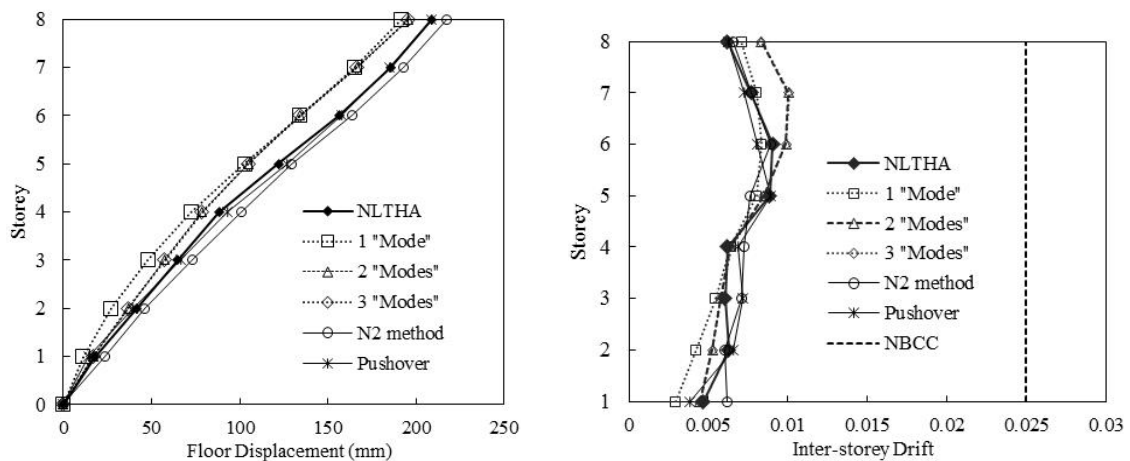 8
7
6
5
4
3
2
1
0
Storey
NLTHA
1 "Mode"
2 "Modes"
3 "Modes"
N2 method
Pushover
0 50 100 150 200 250
Floor Displacement (mm)
8
7
6
5
4
3
2
1
Storey
NLTHA
1 "Mode"
2 "Modes"
3 "Modes"
N2 method
Pushover
NBCC
0 0.005 0.01 0.015 0.02 0.025 0.03
Inter-storey Drift